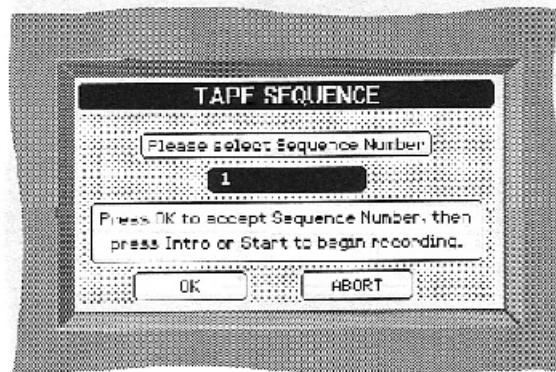 TAPE SEQUENCE
Please select Sequence Number
1
Press OK to accept Sequence Number, then
press Intro or Start to begin recording.
OK
ABORT